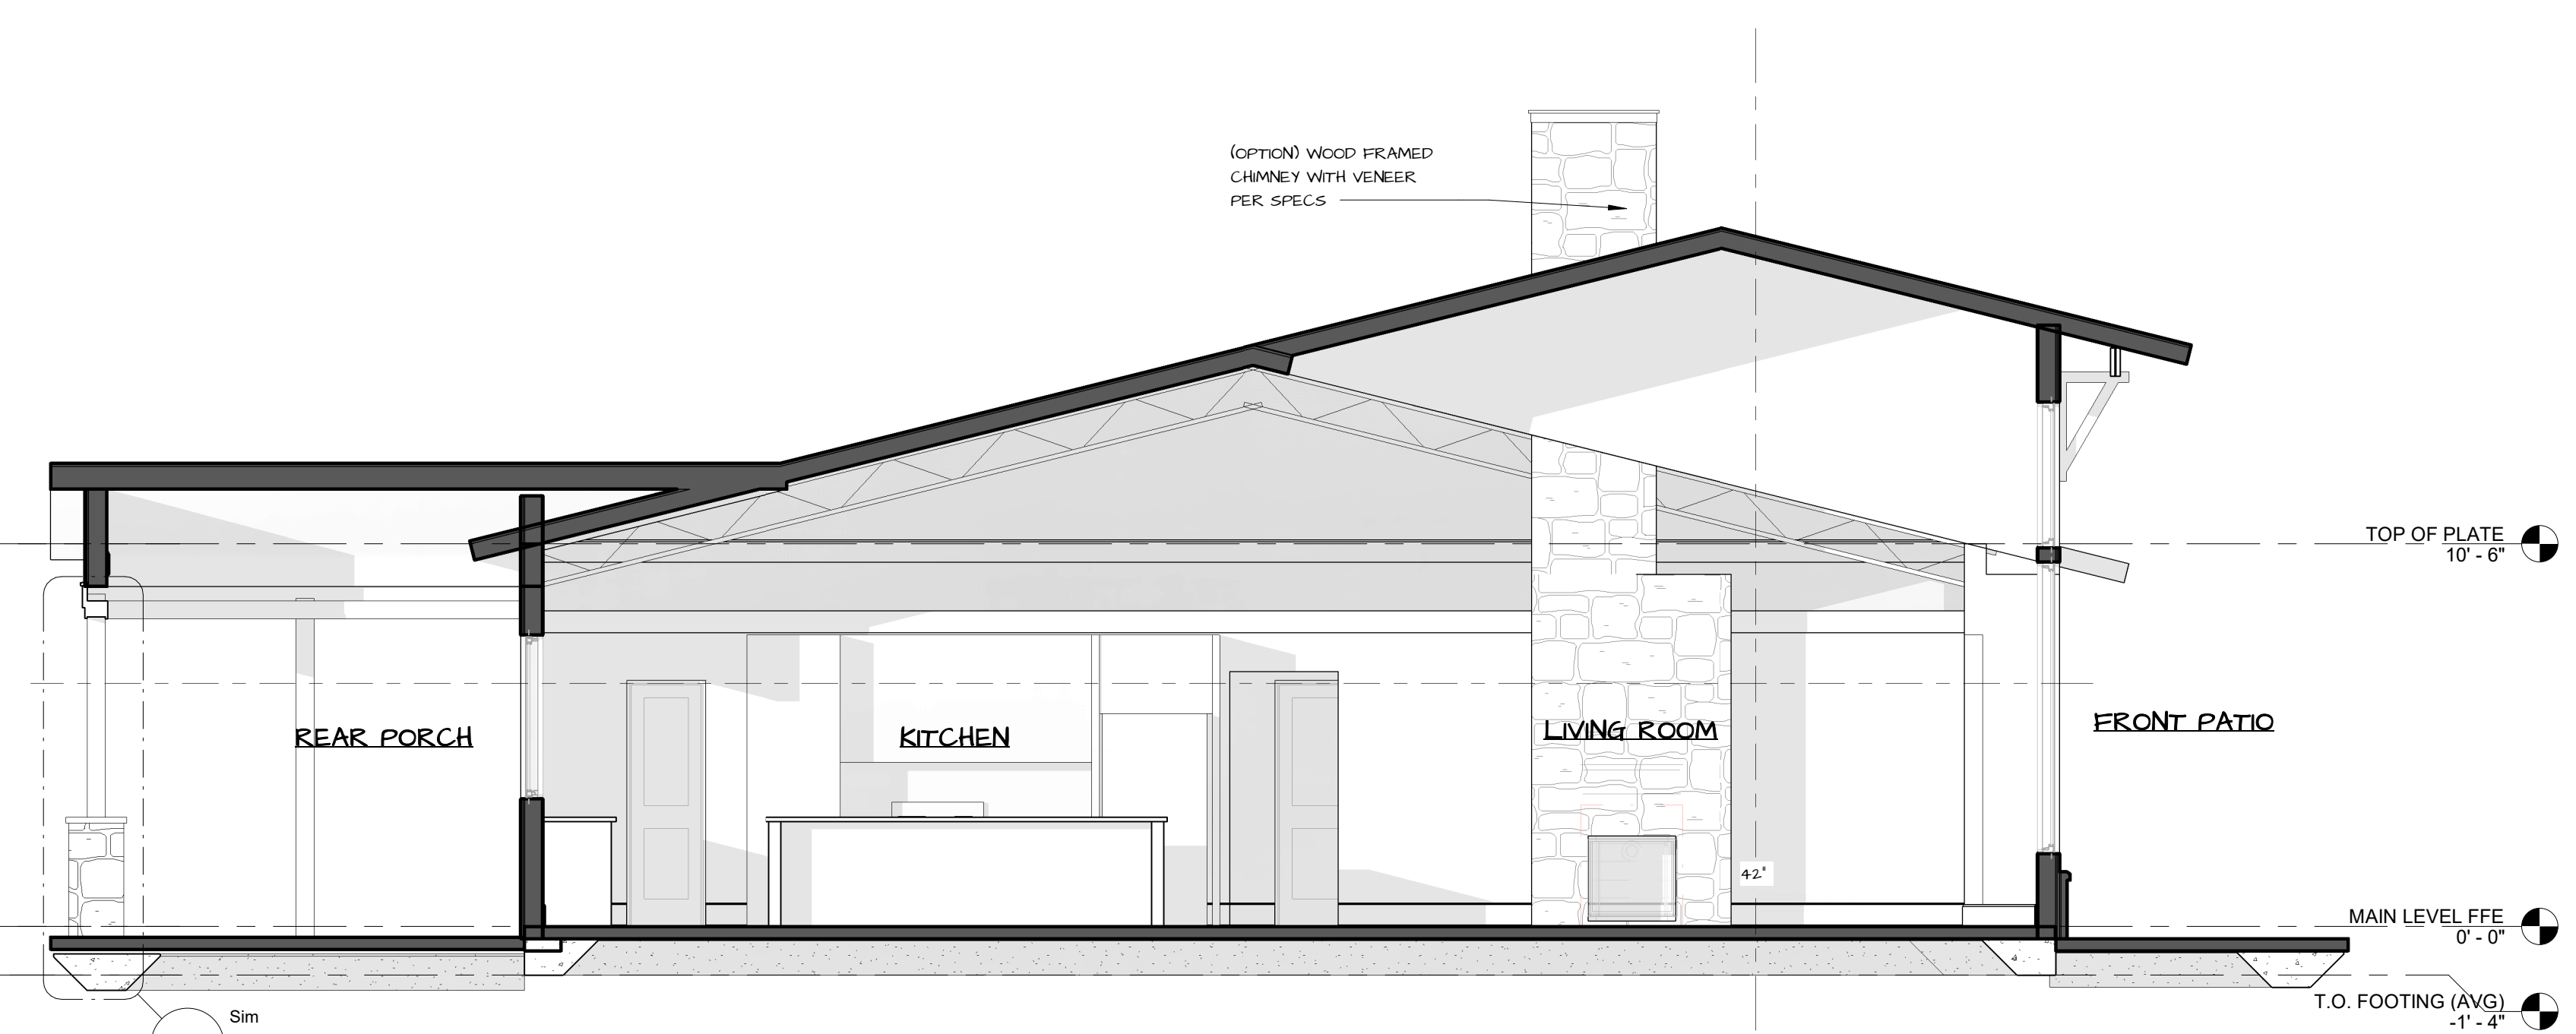 (OPTION) WOOD FRAMED
CHIMNEY WITH VENEER
PER SPECS
TOP OF PLATE
10' - 6"
REAR PORCH
KITCHEN
LIVING ROOM
FRONT PATIO
42"
MAIN LEVEL FFE
0' - 0"
T.O. FOOTING (AVG)
-1' - 4"
Sim